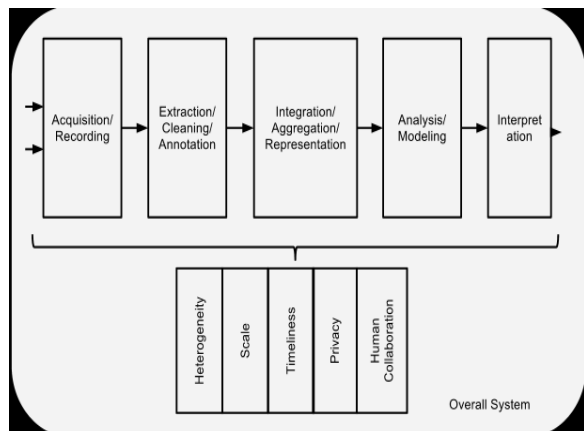 Acquisition/
Recording
Extraction/
Cleaning/
Annotation
Integration/
Aggregation/
Representation
Analysis/
Modeling
Interpret
ation
Heterogeneity
Scale
Timeliness
Privacy
Human
Collaboration
Overall System